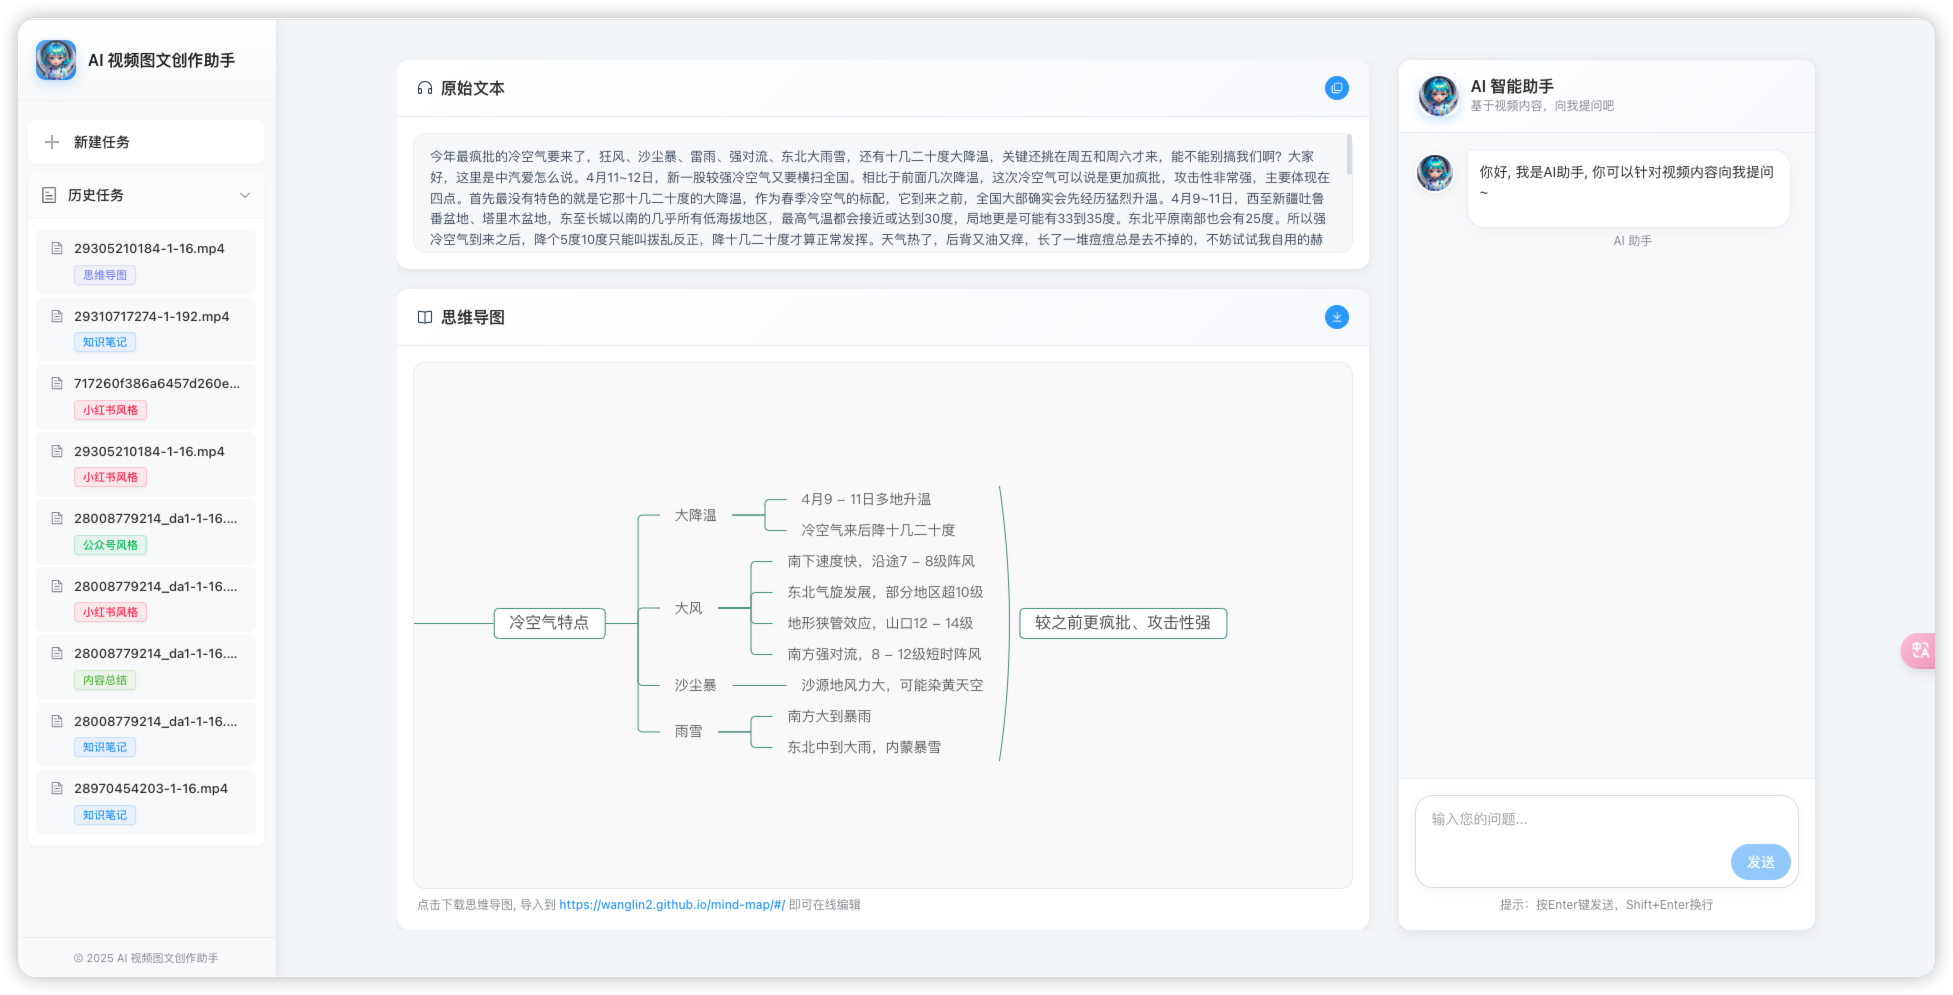 AI 视频图文创作助手
新建任务
历史任务
29305210184-1-16.mp4
思维导图
29310717274-1-192.mp4
知识笔记
717260f386a6457d260e...
小红书风格
29305210184-1-16.mp4
小红书风格
28008779214_da1-1-16....
公众号风格
28008779214_da1-1-16....
小红书风格
28008779214_da1-1-16....
内容总结
28008779214_da1-1-16....
知识笔记
28970454203-1-16.mp4
知识笔记
© 2025 AI 视频图文创作助手
原始文本
今年最疯批的冷空气要来了，狂风、沙尘暴、雷雨、强对流、东北大雨雪，还有十几二十度大降温，关键还挑在周五和周六才来，能不能别搞我们啊？大家
好，这里是中汽爱怎么说。4月11~12日，新一股较强冷空气又要横扫全国。相比于前面几次降温，这次冷空气可以说是更加疯批，攻击性非常强，主要体现在
四点。首先最没有特色的就是它那十几二十度的大降温，作为春季冷空气的标配，它到来之前，全国大部确实会先经历猛烈升温。4月9~11日，西至新疆吐鲁
番盆地、塔里木盆地，东至长城以南的几乎所有低海拔地区，最高气温都会接近或达到30度，局地更是可能有33到35度。东北平原南部也会有25度。所以强
冷空气到来之后，降个5度10度只能叫拨乱反正，降十几二十度才算正常发挥。天气热了，后背又油又痒，长了一堆痘痘总是去不掉的，不妨试试我自用的赫
思维导图
冷空气特点
大降温
4月9 – 11日多地升温
冷空气来后降十几二十度
大风
南下速度快，沿途7 – 8级阵风
东北气旋发展，部分地区超10级
地形狭管效应，山口12 – 14级
南方强对流，8 – 12级短时阵风
沙尘暴
沙源地风力大，可能染黄天空
雨雪
南方大到暴雨
东北中到大雨，内蒙暴雪
较之前更疯批、攻击性强
点击下载思维导图, 导入到 https://wanglin2.github.io/mind-map/#/ 即可在线编辑
AI 智能助手
基于视频内容，向我提问吧
你好, 我是AI助手, 你可以针对视频内容向我提问
~
AI 助手
输入您的问题...
发送
提示：按Enter键发送，Shift+Enter换行
中A